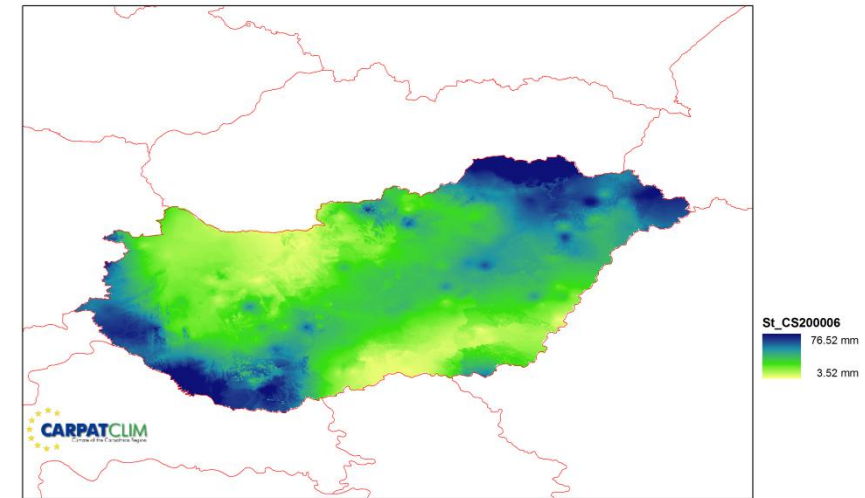 St_CS200006
76.52 mm
3.52 mm
CARPATCLIM
Climate of the Carpathian Region